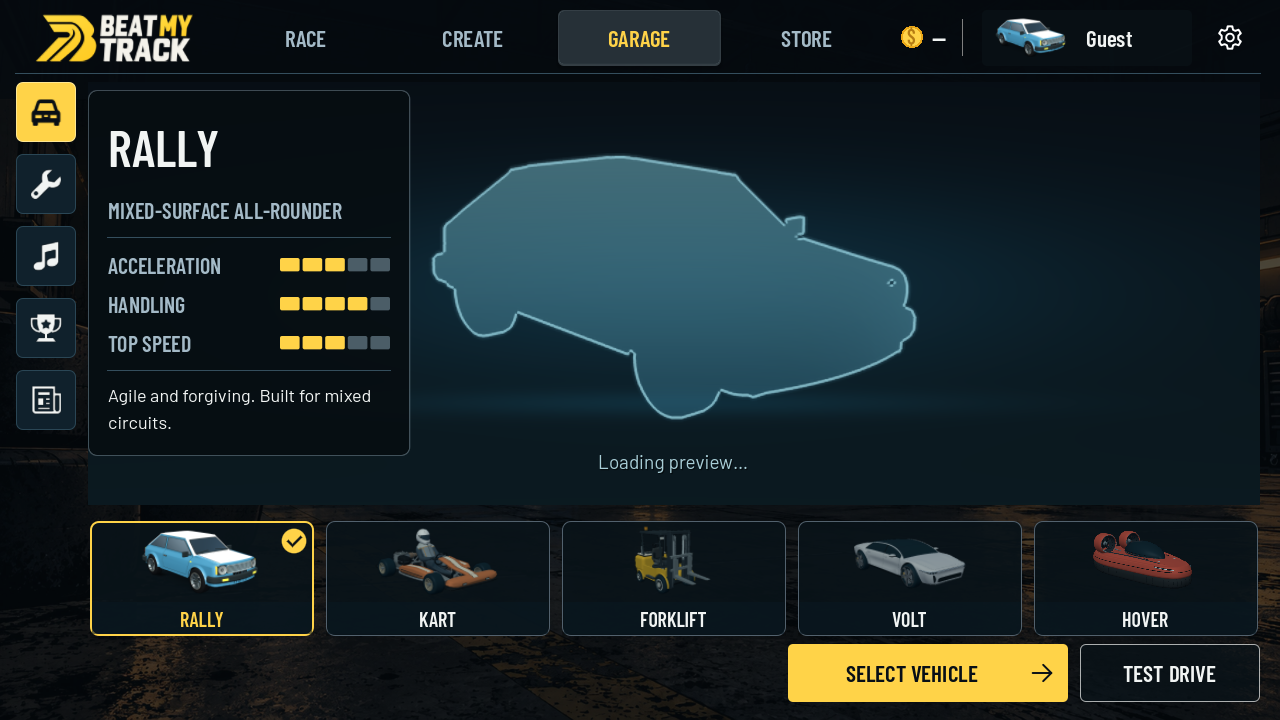 BEAT MY
TRACK
RACE
CREATE
GARAGE
STORE
–
Guest
RALLY
MIXED-SURFACE ALL-ROUNDER
ACCELERATION
HANDLING
TOP SPEED
Agile and forgiving. Built for mixed
circuits.
Loading preview...
RALLY
KART
FORKLIFT
VOLT
HOVER
SELECT VEHICLE
TEST DRIVE